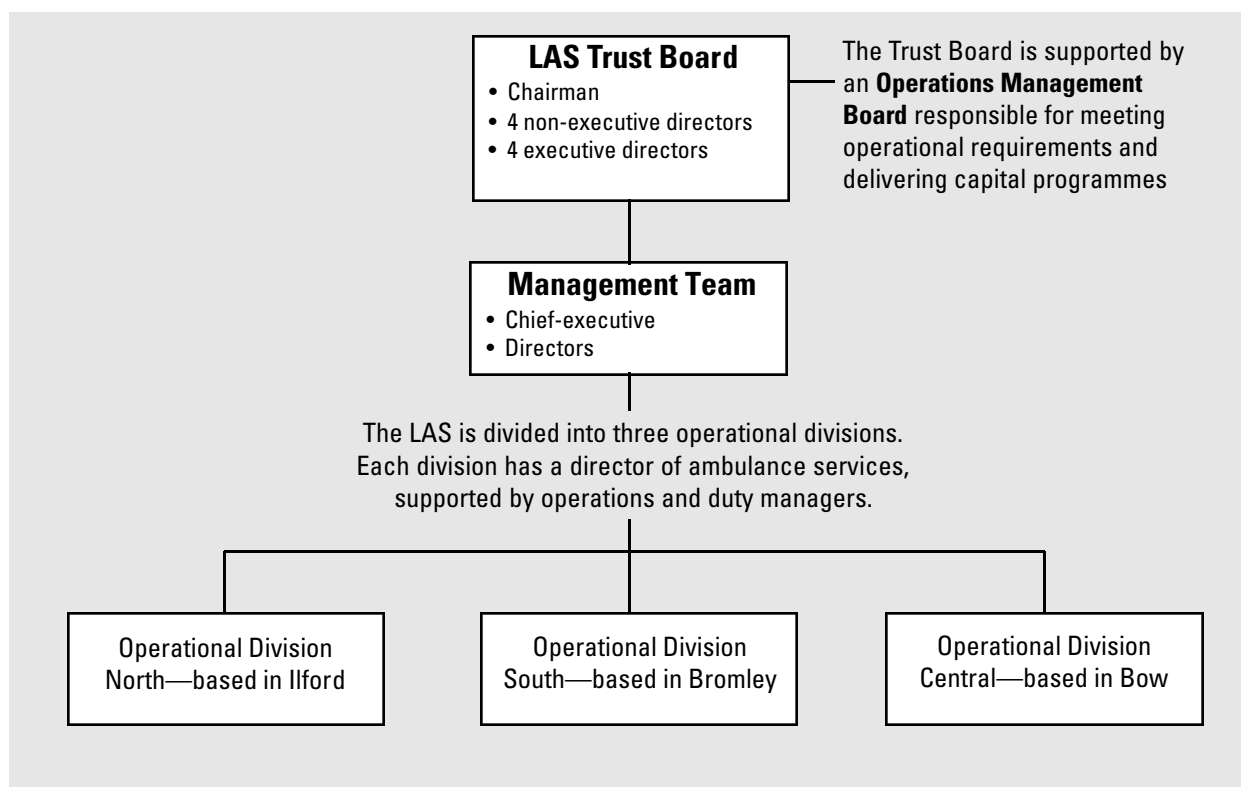 LAS Trust Board
• Chairman
• 4 non-executive directors
• 4 executive directors
The Trust Board is supported by
an Operations Management
Board responsible for meeting
operational requirements and
delivering capital programmes
Management Team
• Chief-executive
• Directors
The LAS is divided into three operational divisions.
Each division has a director of ambulance services,
supported by operations and duty managers.
Operational Division
North—based in Ilford
Operational Division
South—based in Bromley
Operational Division
Central—based in Bow